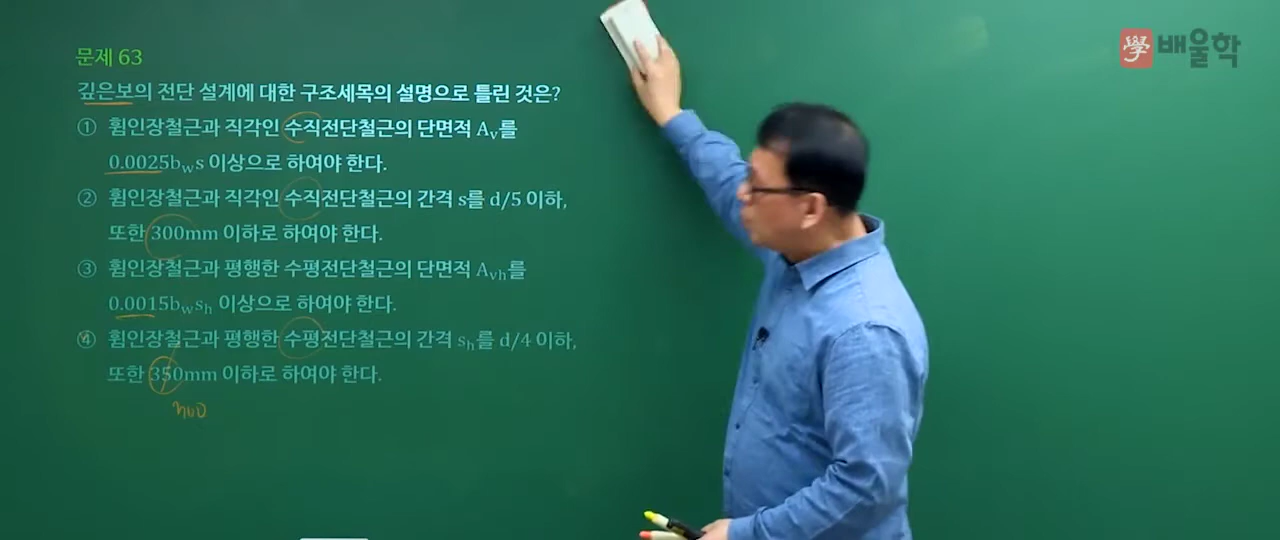 學 배울학
문제 63
깊은보의 전단 설계에 대한 구조세목의 설명으로 틀린 것은?
① 휨인장철근과 직각인 수직전단철근의 단면적 Aᵥ를
0.0025b_w s 이상으로 하여야 한다.
② 휨인장철근과 직각인 수직전단철근의 간격 s를 d/5 이하,
또한 300mm 이하로 하여야 한다.
③ 휨인장철근과 평행한 수평전단철근의 단면적 A_vh를
0.0015b_w s_h 이상으로 하여야 한다.
④ 휨인장철근과 평행한 수평전단철근의 간격 s_h를 d/4 이하,
또한 350mm 이하로 하여야 한다.
300